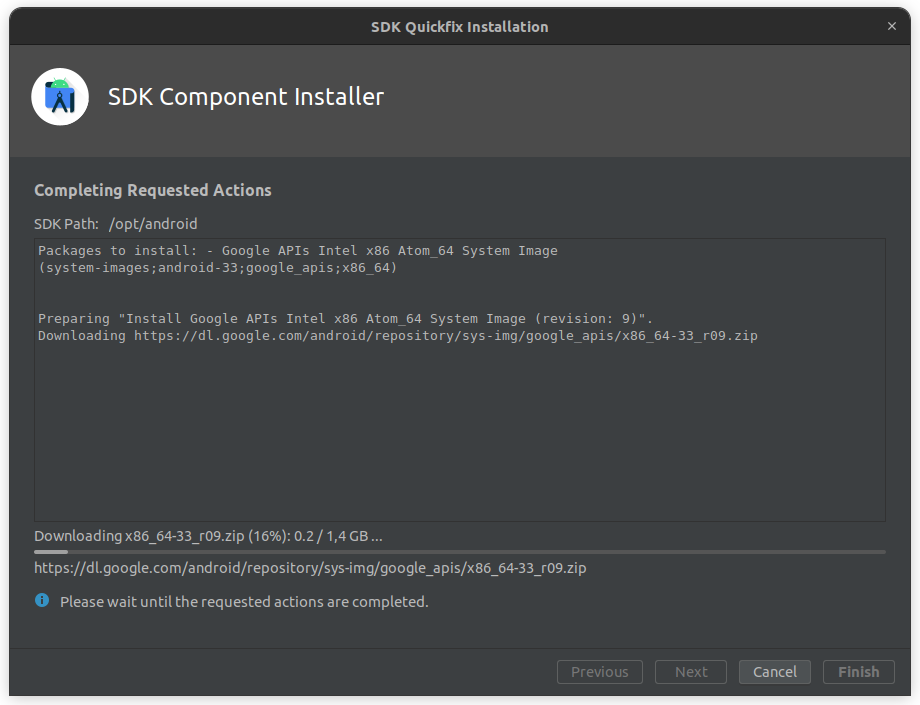 SDK Quickfix Installation
SDK Component Installer
Completing Requested Actions
SDK Path: /opt/android
Packages to install: - Google APIs Intel x86 Atom_64 System Image
(system-images;android-33;google_apis;x86_64)
Preparing "Install Google APIs Intel x86 Atom_64 System Image (revision: 9)".
Downloading https://dl.google.com/android/repository/sys-img/google_apis/x86_64-33_r09.zip
Downloading x86_64-33_r09.zip (16%): 0.2 / 1,4 GB ...
https://dl.google.com/android/repository/sys-img/google_apis/x86_64-33_r09.zip
Please wait until the requested actions are completed.
Previous Next Cancel Finish